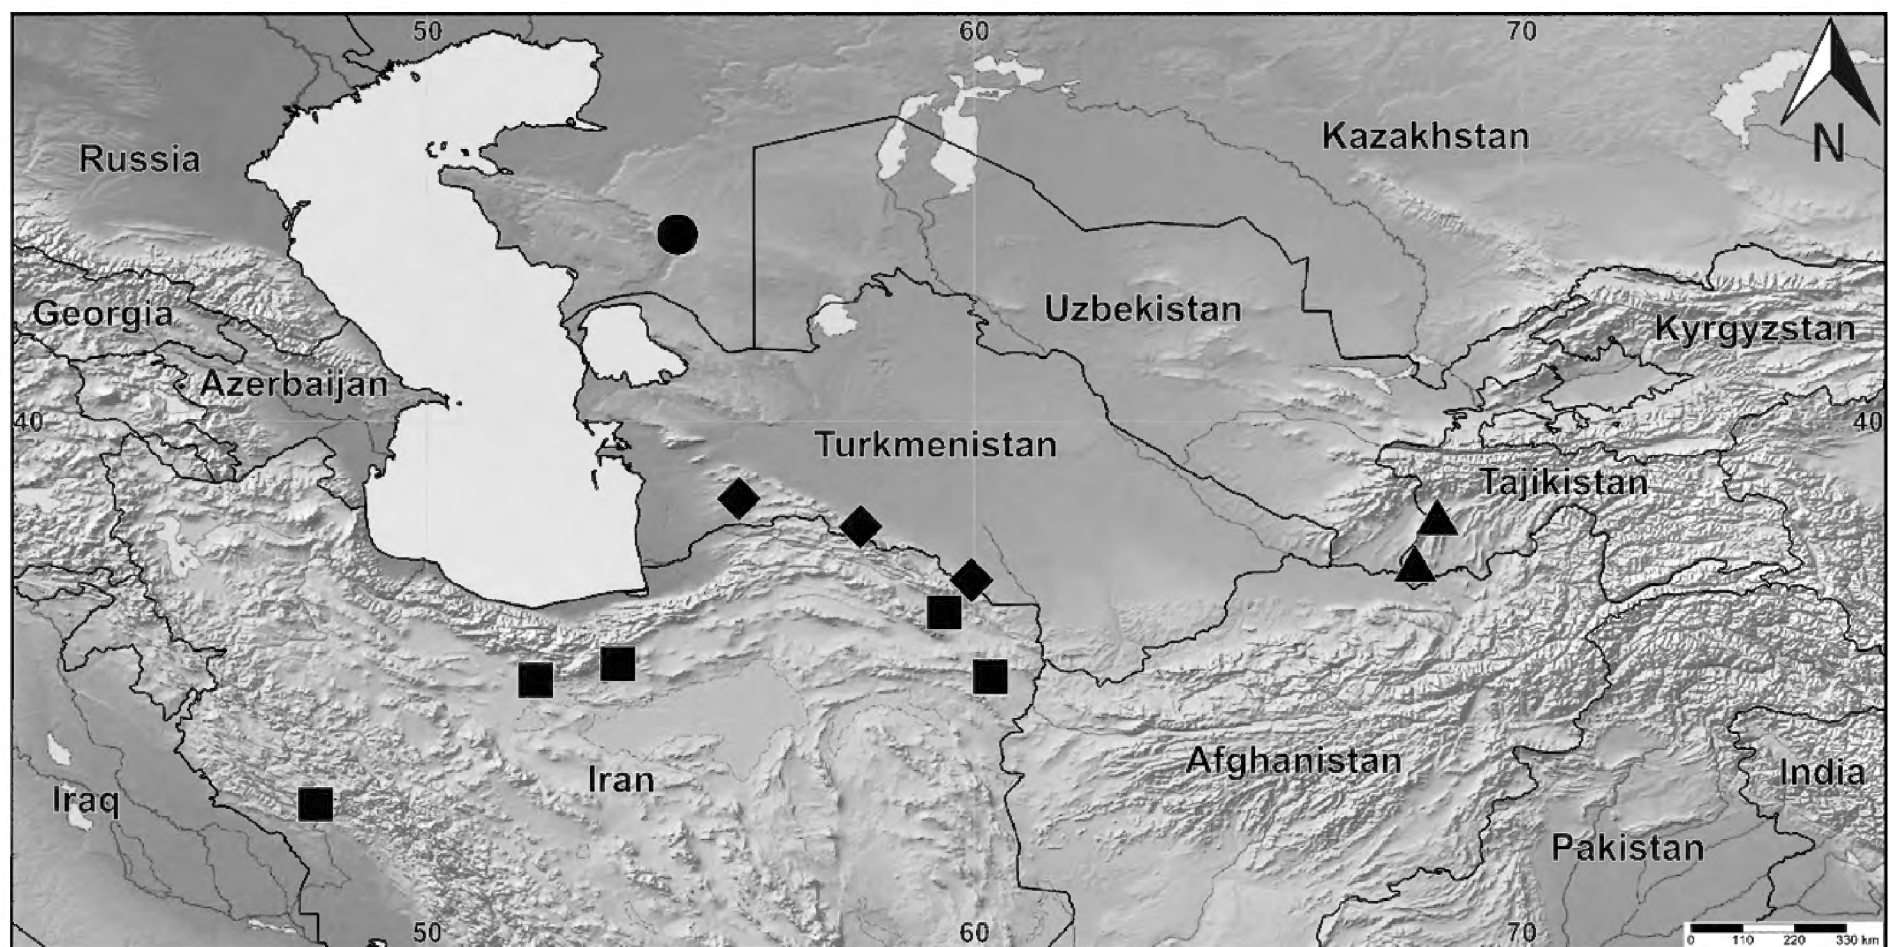 50 60 70
Kazakhstan
Russia
N
Georgia
Uzbekistan
Kyrgyzstan
Azerbaijan
40 40
Turkmenistan
Tajikistan
Afghanistan
India
Iran
Iraq
Pakistan
50 60 70
0 110 220 330 km